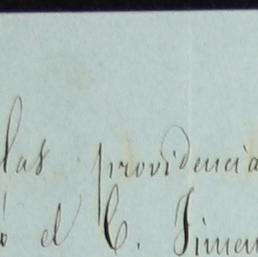 las providencia
ó el C. Jimen